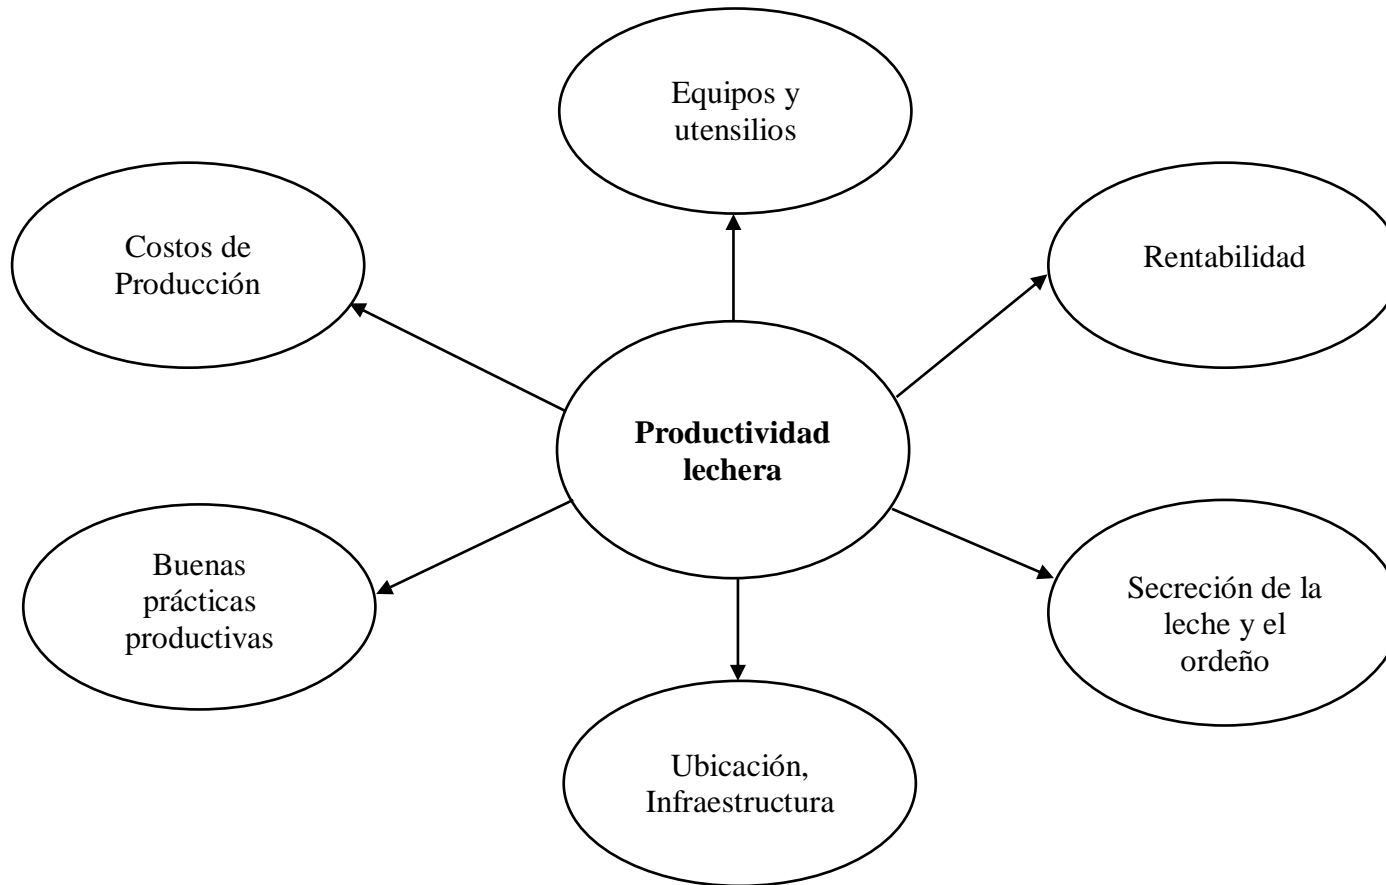 Equipos y
utensilios
Costos de
Producción
Rentabilidad
Productividad
lechera
Buenas
prácticas
productivas
Secreción de la
leche y el
ordeño
Ubicación,
Infraestructura